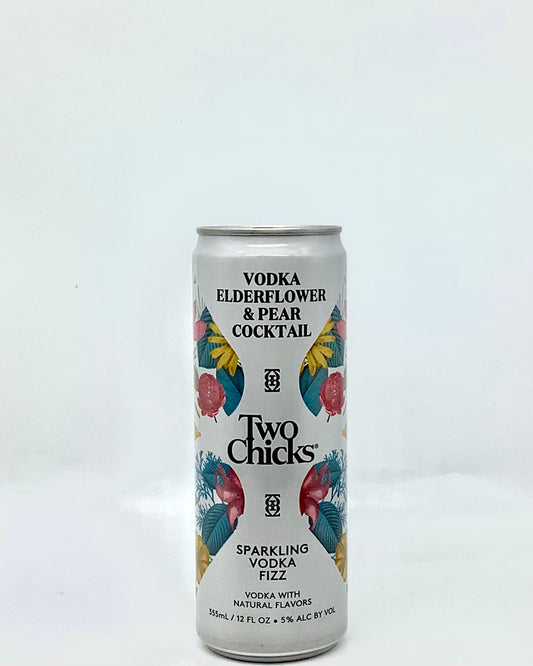 VODKA
ELDERFLOWER
& PEAR
COCKTAIL
Two
Chicks®
SPARKLING
VODKA
FIZZ
VODKA WITH
NATURAL FLAVORS
355mL / 12 FL OZ • 5% ALC BY VOL